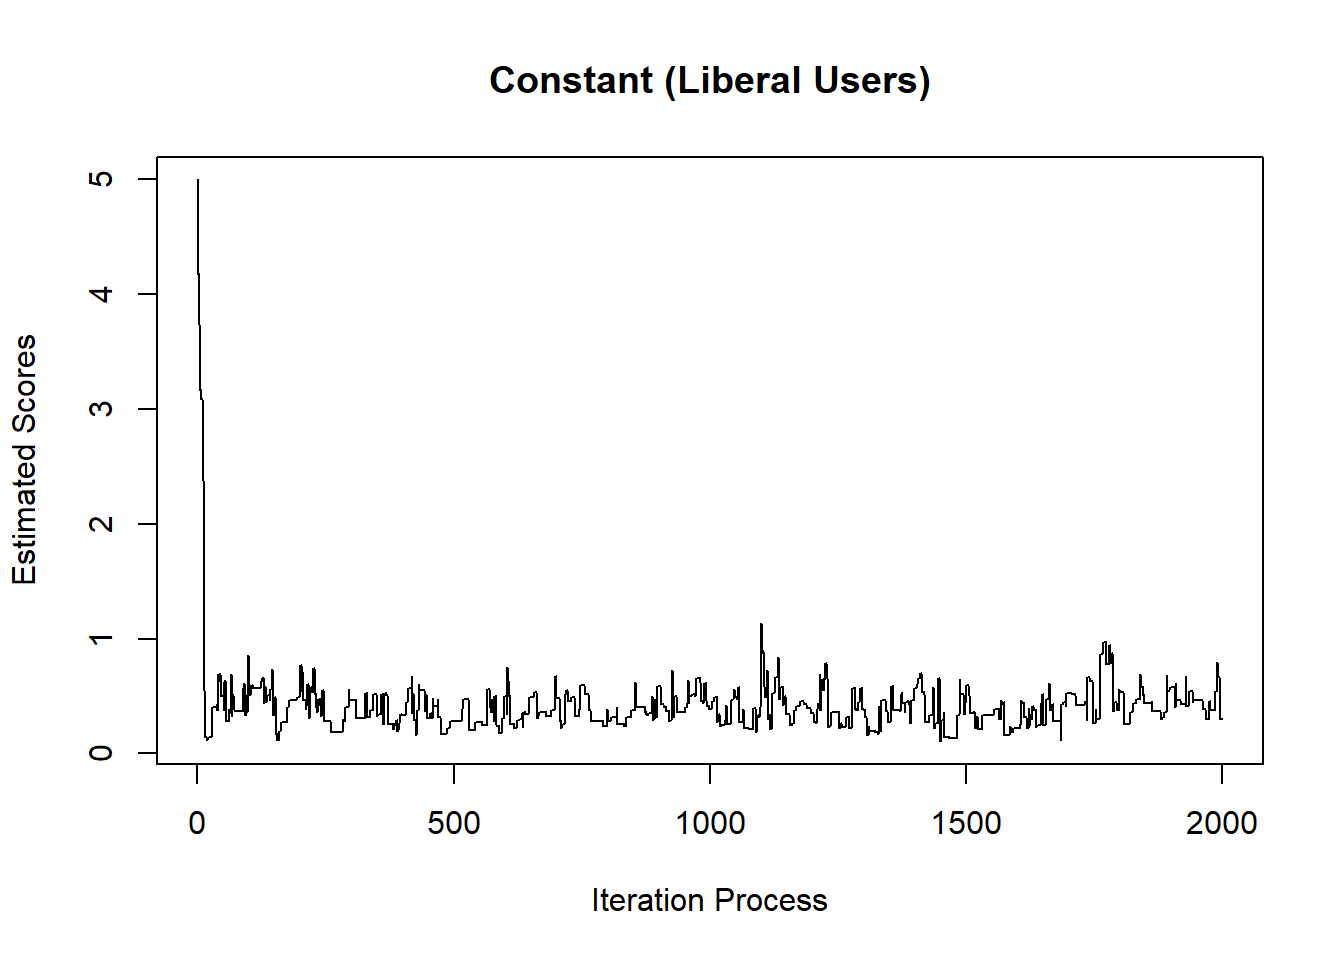 Constant (Liberal Users)
Estimated Scores
5
4
3
2
1
0
0 500 1000 1500 2000
Iteration Process